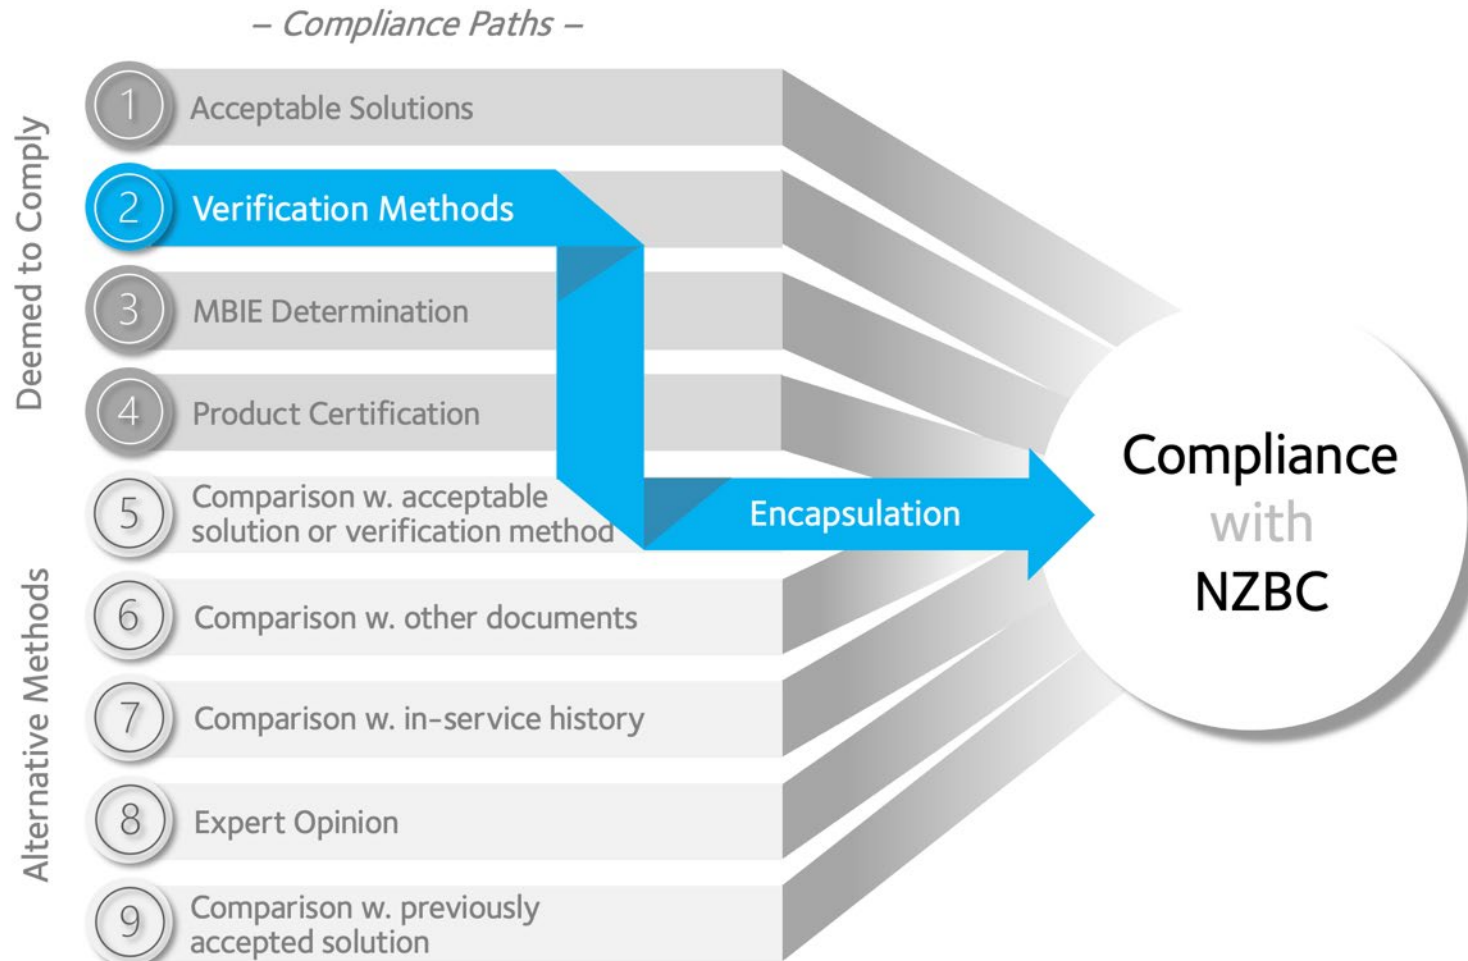 – Compliance Paths –
Deemed to Comply
1 Acceptable Solutions
2 Verification Methods
3 MBIE Determination
4 Product Certification
Alternative Methods
5 Comparison w. acceptable
solution or verification method
Encapsulation
6 Comparison w. other documents
7 Comparison w. in-service history
8 Expert Opinion
9 Comparison w. previously
accepted solution
Compliance
with
NZBC